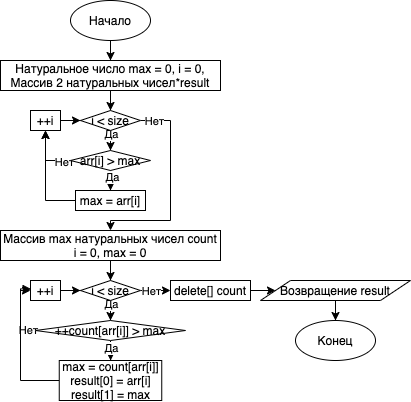 Начало
Натуральное число max = 0, i = 0,
Массив 2 натуральных чисел*result
++i
i < size
Нет
Да
Нет
arr[i] > max
Да
max = arr[i]
Массив max натуральных чисел count
i = 0, max = 0
++i
i < size
Нет
delete[] count
Возвращение result
Да
Нет
++count[arr[i]] > max
Конец
Да
max = count[arr[i]]
result[0] = arr[i]
result[1] = max